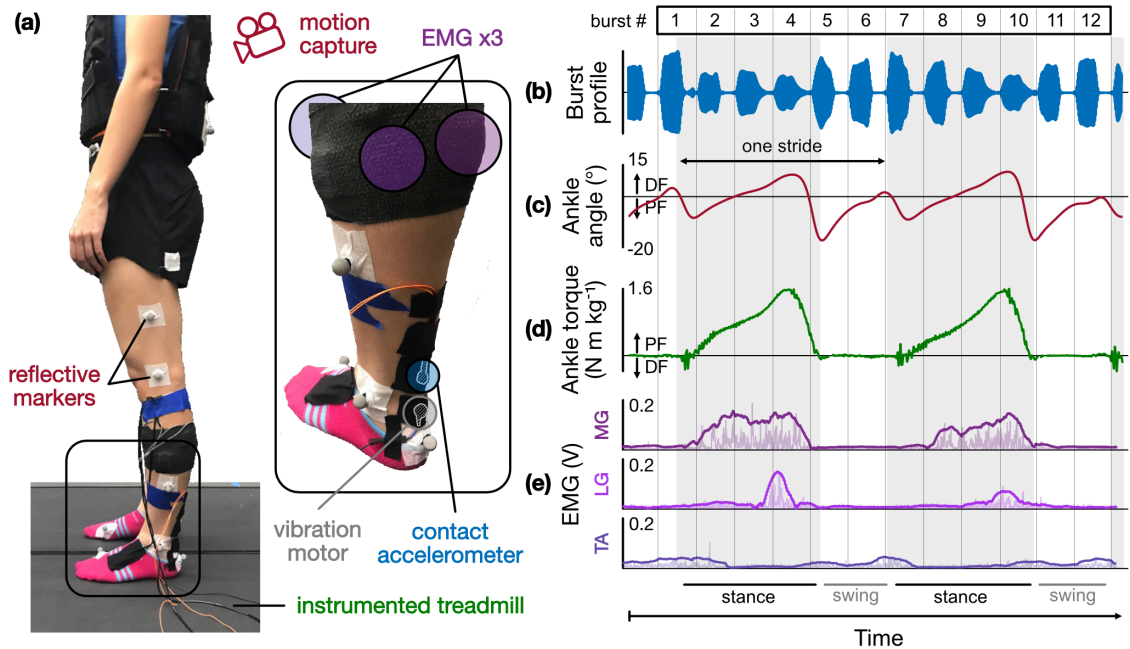 (a)
motion
capture
EMG x3
reflective
markers
vibration
motor
contact
accelerometer
instrumented treadmill
burst # 1 2 3 4 5 6 7 8 9 10 11 12
(b)
Burst
profile
one stride
(c)
Ankle
angle (°)
15
DF
PF
-20
(d)
Ankle torque
(N m kg⁻¹)
1.6
PF
DF
(e)
EMG (V)
MG
0.2
LG
0.2
TA
0.2
stance swing stance swing
Time